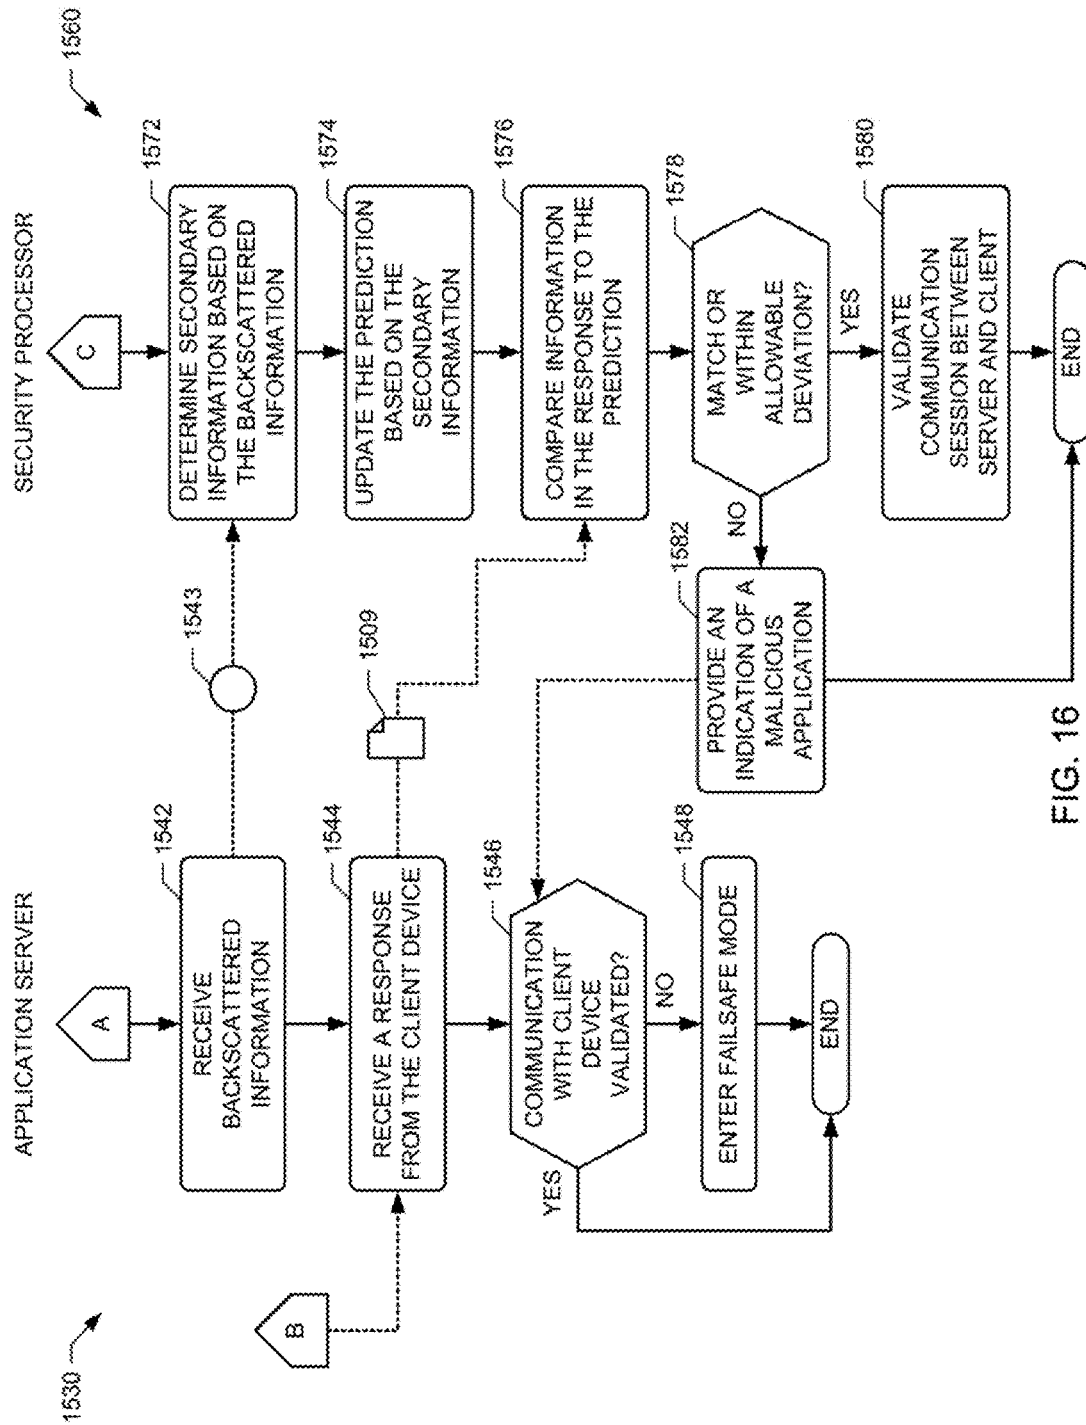 1530
APPLICATION SERVER
SECURITY PROCESSOR
1560
A
C
B
1542
RECEIVE
BACKSCATTERED
INFORMATION
1543
1572
DETERMINE SECONDARY
INFORMATION BASED ON
THE BACKSCATTERED
INFORMATION
1544
RECEIVE A RESPONSE
FROM THE CLIENT DEVICE
1509
1574
UPDATE THE PREDICTION
BASED ON THE
SECONDARY
INFORMATION
1576
COMPARE INFORMATION
IN THE RESPONSE TO THE
PREDICTION
1546
COMMUNICATION
WITH CLIENT
DEVICE
VALIDATED?
YES
NO
1548
ENTER FAILSAFE MODE
END
1578
MATCH OR
WITHIN
ALLOWABLE
DEVIATION?
NO
YES
1582
PROVIDE AN
INDICATION OF A
MALICIOUS
APPLICATION
1580
VALIDATE
COMMUNICATION
SESSION BETWEEN
SERVER AND CLIENT
END
FIG. 16